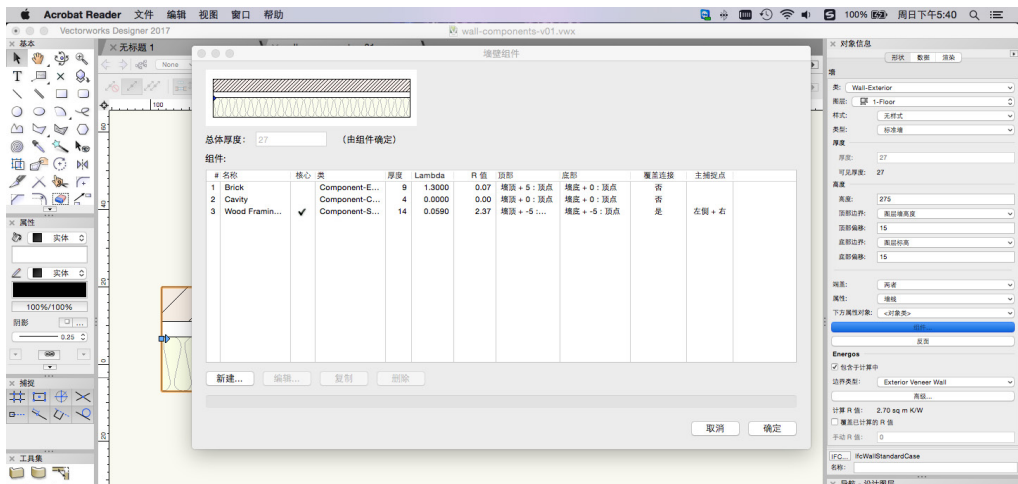 Acrobat Reader 文件 编辑 视图 窗口 帮助 100% 周日下午5:40
Vectorworks Designer 2017 wall-components-v01.vwx
基本
无标题 1
None
100
属性
实体
实体
100%/100%
阴影
0.25
捕捉
工具集
墙壁组件
总体厚度: 27 (由组件确定)
组件:
# 名称 核心 类 厚度 Lambda R 值 顶部 底部 覆盖连接 主捕捉点
1 Brick Component-E... 9 1.3000 0.07 墙顶 + 5 : 顶点 墙底 + 0 : 顶点 否
2 Cavity Component-C... 4 0.0000 0.00 墙顶 + 0 : 顶点 墙底 + 0 : 顶点 否
3 Wood Framin... ✔ Component-S... 14 0.0590 2.37 墙顶 + -5 :... 墙底 + -5 : 顶点 是 左侧 + 右
新建... 编辑... 复制 删除
取消 确定
对象信息
形状 数据 渲染
墙
类: Wall-Exterior
图层: 1-Floor
样式: 无样式
类型: 标准墙
厚度
厚度: 27
可见厚度: 27
高度
高度: 275
顶部边界: 图层墙高度
顶部偏移: 15
底部边界: 图层标高
底部偏移: 15
端盖: 两者
属性: 墙线
下方属性对象: <对象类>
组件...
反面
Energos
包含于计算中
边界类型: Exterior Veneer Wall
高级...
计算 R 值: 2.70 sq m K/W
覆盖已计算的 R 值
手动 R 值: 0
IFC... IfcWallStandardCase
名称:
导航 - 设计图层